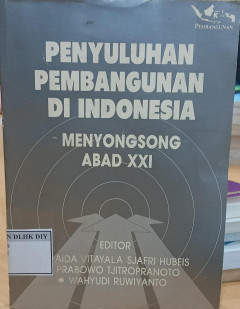 PEMBANGUNAN
PENYULUHAN
PEMBANGUNAN
DI INDONESIA
MENYONGSONG
ABAD XXI
EDITOR
AIDA VITAYALA SJAFRI HUBEIS
PRABOWO TJITROPRANOTO
WAHYUDI RUWIYANTO
N DLHK DIY